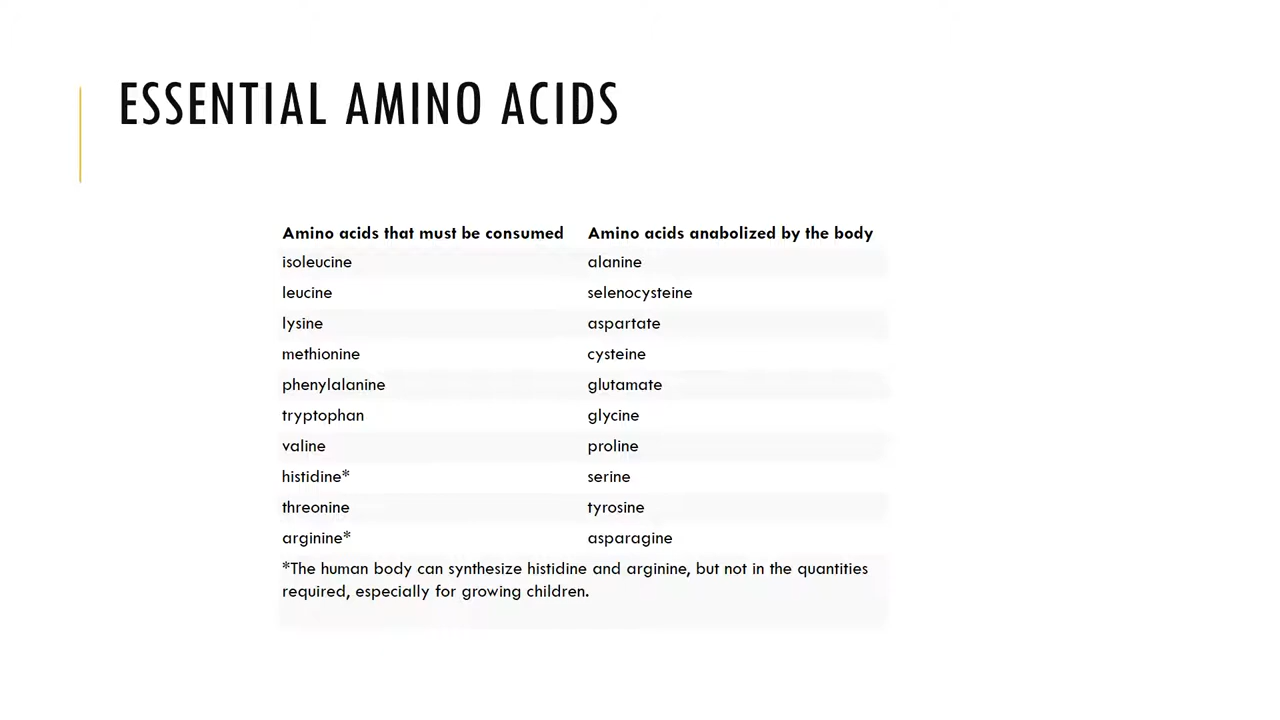 ESSENTIAL AMINO ACIDS
Amino acids that must be consumed Amino acids anabolized by the body
isoleucine alanine
leucine selenocysteine
lysine aspartate
methionine cysteine
phenylalanine glutamate
tryptophan glycine
valine proline
histidine* serine
threonine tyrosine
arginine* asparagine
*The human body can synthesize histidine and arginine, but not in the quantities
required, especially for growing children.